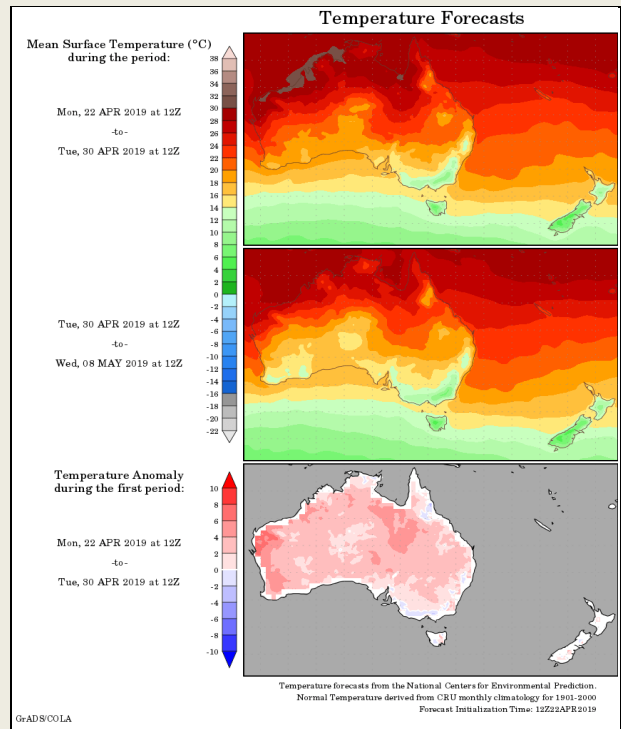 Temperature Forecasts
Mean Surface Temperature (°C)
during the period:
Mon, 22 APR 2019 at 12Z
-to-
Tue, 30 APR 2019 at 12Z
38
36
34
32
30
28
26
24
22
20
18
16
14
12
10
8
6
4
2
0
-2
-4
-6
-8
-10
-12
-14
-16
-18
-20
-22
Tue, 30 APR 2019 at 12Z
-to-
Wed, 08 MAY 2019 at 12Z
Temperature Anomaly
during the first period:
Mon, 22 APR 2019 at 12Z
-to-
Tue, 30 APR 2019 at 12Z
10
8
6
4
2
0
-2
-4
-6
-8
-10
Temperature forecasts from the National Centers for Environmental Prediction.
Normal Temperature derived from CRU monthly climatology for 1901-2000
Forecast Initialization Time: 12Z22APR2019
GrADS/COLA